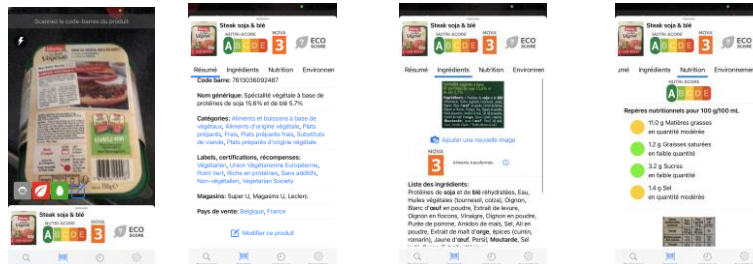 Scannez le code-barres du produit
Végétal
Steak soja & blé
NUTRI-SCORE
A B C D E
NOVA
3
ECO
SCORE
Steak soja & blé
NUTRI-SCORE
A B C D E
NOVA
3
ECO
SCORE
Résumé Ingrédients Nutrition Environnem
Code barre: 7613036092487
Nom générique: Spécialité végétale à base de
protéines de soja 15.6% et de blé 5.7%
Catégories: Aliments et boissons à base de
végétaux, Aliments d'origine végétale, Plats
préparés, Frais, Plats préparés frais, Substituts
de viande, Plats préparés d'origine végétale
Labels, certifications, récompenses:
Végétarien, Union Végétarienne Européenne,
Point Vert, Riche en protéines, Sans additifs,
Non-végétalien, Vegetarian Society
Magasins: Super U, Magasins U, Leclerc
Pays de vente: Belgique, France
Modifier ce produit
Steak soja & blé
NUTRI-SCORE
A B C D E
NOVA
3
ECO
SCORE
Résumé Ingrédients Nutrition Environnem
Ajouter une nouvelle image
NOVA
3
Aliments transformés
Liste des ingrédients:
Protéines de soja et de blé réhydratées, Eau,
Huiles végétales (tournesol, colza), Oignon,
Blanc d'œuf en poudre, Extrait de levure,
Oignon en flocons, Vinaigre, Oignon en poudre,
Purée de pomme, Amidon de maïs, Sel, Ail en
poudre, Extrait de malt d'orge, épices (cumin,
romarin), Jaune d'œuf, Persil, Moutarde, Sel
Steak soja & blé
NUTRI-SCORE
A B C D E
NOVA
3
ECO
SCORE
umé Ingrédients Nutrition Environnem
NUTRI-SCORE
A B C D E
Repères nutritionnels pour 100 g/100 mL
11.0 g Matières grasses
en quantité modérée
1.2 g Graisses saturées
en faible quantité
3.2 g Sucres
en faible quantité
1.4 g Sel
en quantité modérée